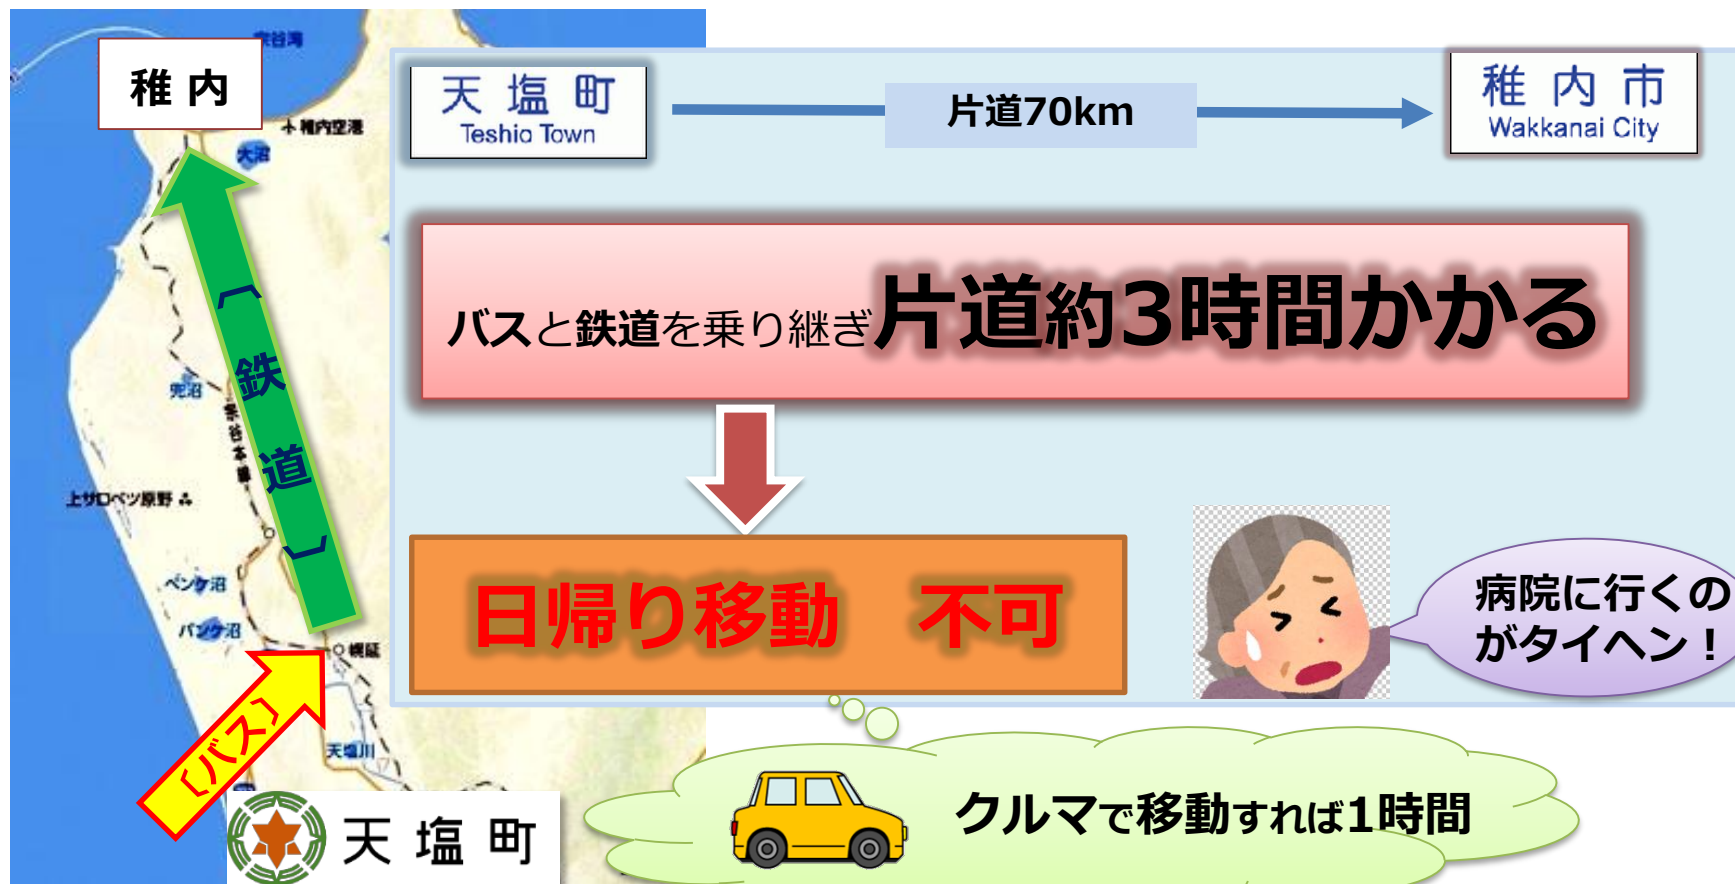 宗谷湾
稚内
稚内空港
大沼
天塩町
Teshio Town
片道70km
稚内市
Wakkanai City
バスと鉄道を乗り継ぎ片道約3時間かかる
〔鉄道〕
兜沼
宗谷本線
上サロベツ原野
ペンケ沼
パンケ沼
幌延
日帰り移動　不可
病院に行くの
がタイヘン！
〔バス〕
天塩川
天塩町
クルマで移動すれば1時間